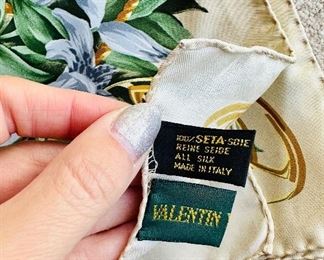 100% SETA-SOIE
REINE SEIDE
ALL SILK
MADE IN ITALY
VALENTIN